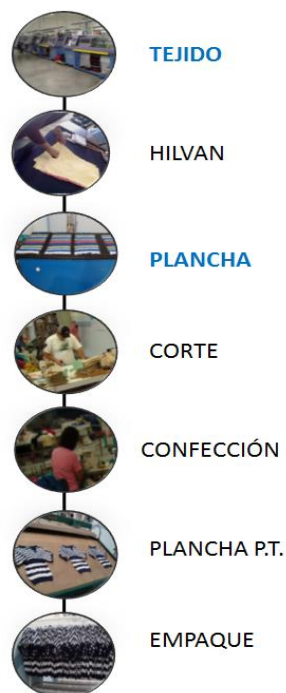 TEJIDO
HILVAN
PLANCHA
CORTE
CONFECCIÓN
PLANCHA P.T.
EMPAQUE